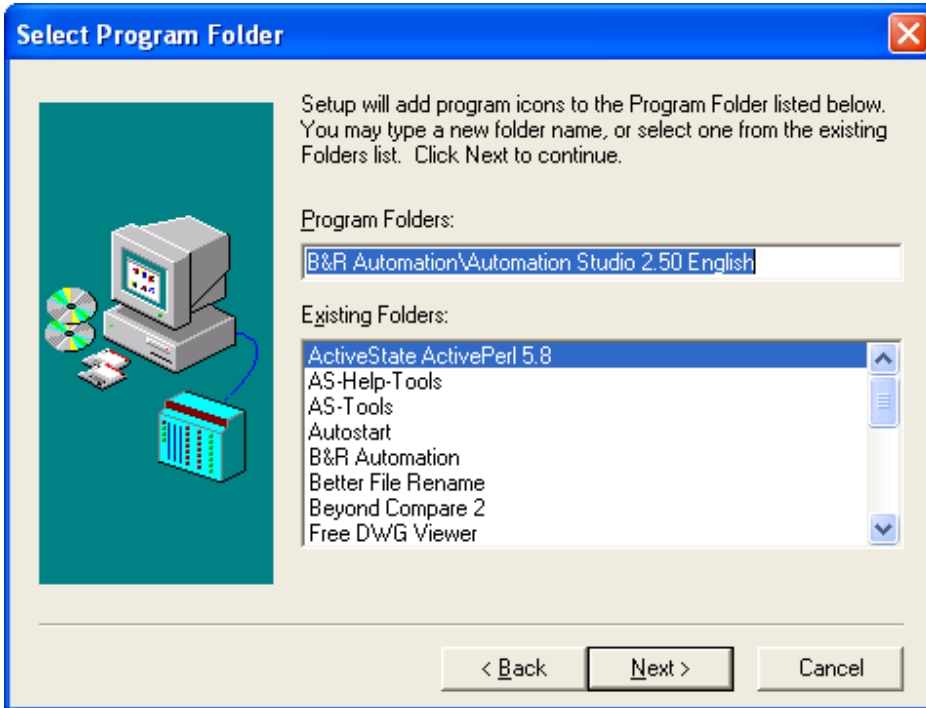 Select Program Folder
Setup will add program icons to the Program Folder listed below.
You may type a new folder name, or select one from the existing
Folders list.  Click Next to continue.
Program Folders:
B&R Automation\Automation Studio 2.50 English
Existing Folders:
ActiveState ActivePerl 5.8
AS-Help-Tools
AS-Tools
Autostart
B&R Automation
Better File Rename
Beyond Compare 2
Free DWG Viewer
< Back
Next >
Cancel